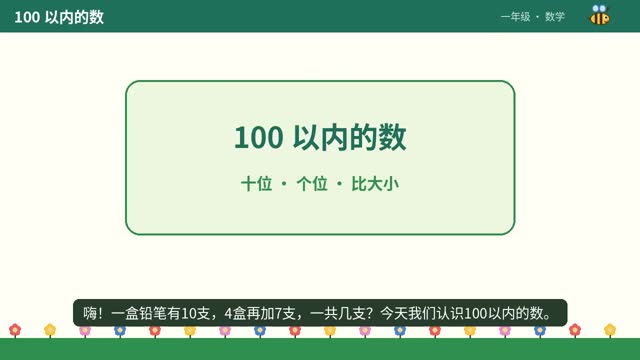 100 以内的数
一年级 · 数学
100 以内的数
十位 · 个位 · 比大小
嗨！一盒铅笔有10支，4盒再加7支，一共几支？今天我们认识100以内的数。